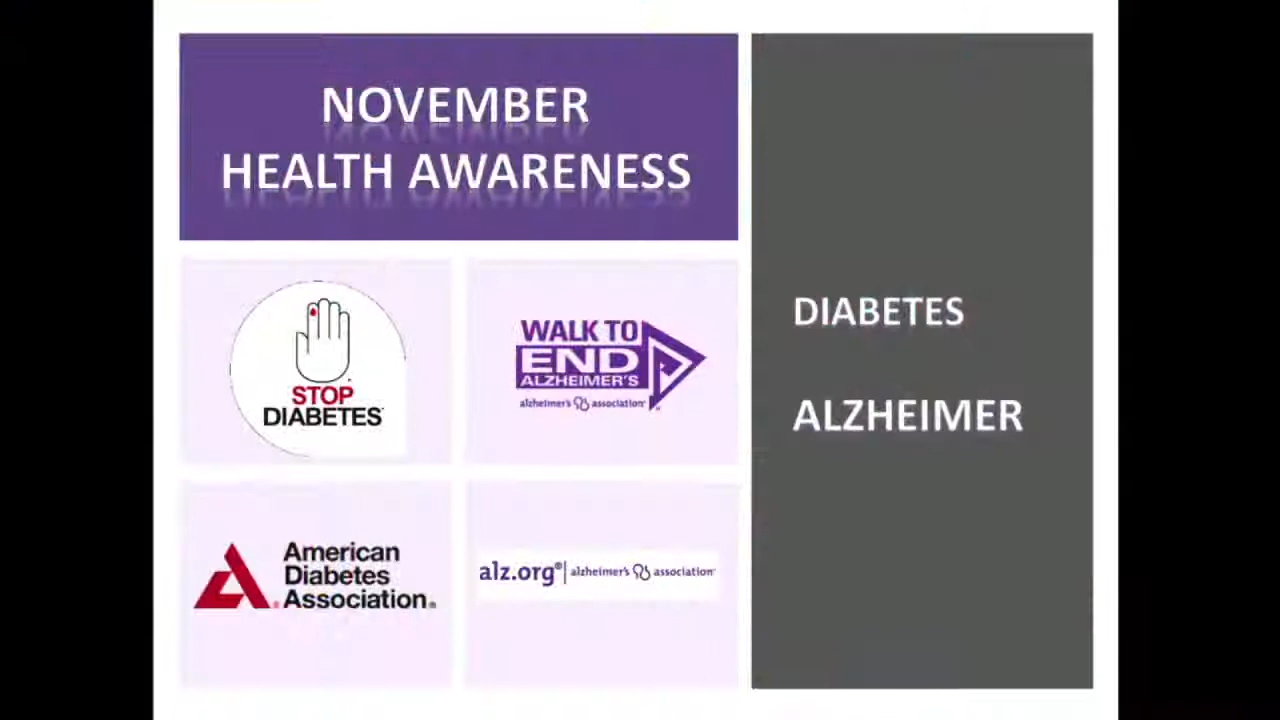 NOVEMBER
HEALTH AWARENESS
STOP
DIABETES
WALK TO
END
ALZHEIMER'S
alzheimer's association®
American
Diabetes
Association®
alz.org® | alzheimer's association®
DIABETES
ALZHEIMER